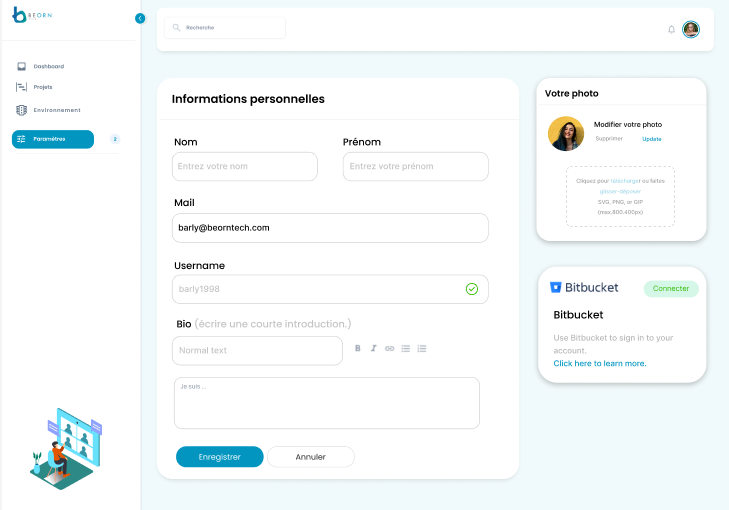 BEORN
Recherche
Dashboard
Projets
Environnement
Paramètres
2
Informations personnelles
Nom
Prénom
Entrez votre nom
Entrez votre prénom
Mail
barly@beorntech.com
Username
barly1998
Bio (écrire une courte introduction.)
Normal text
B I
Je suis ..
Enregistrer
Annuler
Votre photo
Modifier votre photo
Supprimer
Update
Cliquez pour télécharger ou faites
glisser-déposer
SVG, PNG, or GIF
(max.800.400px)
Bitbucket
Connecter
Bitbucket
Use Bitbucket to sign in to your
account.
Click here to learn more.